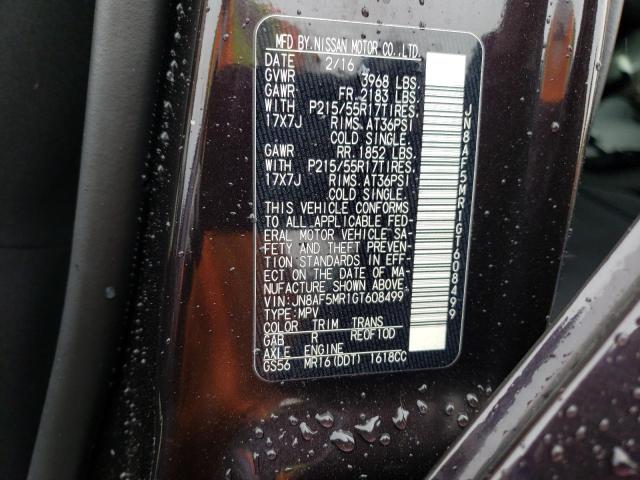 MFD BY.NISSAN MOTOR CO.,LTD.
DATE 2/16
GVWR 3968 LBS.
GAWR FR.2183 LBS.
WITH P215/55R17TIRES.
17X7J RIMS.AT36PSI
COLD SINGLE.
GAWR RR.1852 LBS.
WITH P215/55R17TIRES.
17X7J RIMS.AT36PSI
COLD SINGLE.
THIS VEHICLE CONFORMS
TO ALL APPLICABLE FED-
ERAL MOTOR VEHICLE SA-
FETY AND THEFT PREVEN-
TION STANDARDS IN EFF-
ECT ON THE DATE OF MA-
NUFACTURE SHOWN ABOVE.
VIN:JN8AF5MR1GT608499
TYPE:MPV
COLOR TRIM TRANS
GAB R RE0F10D
AXLE ENGINE
GS56 MR16(DDT) 1618CC
JN8AF5MR1GT608499